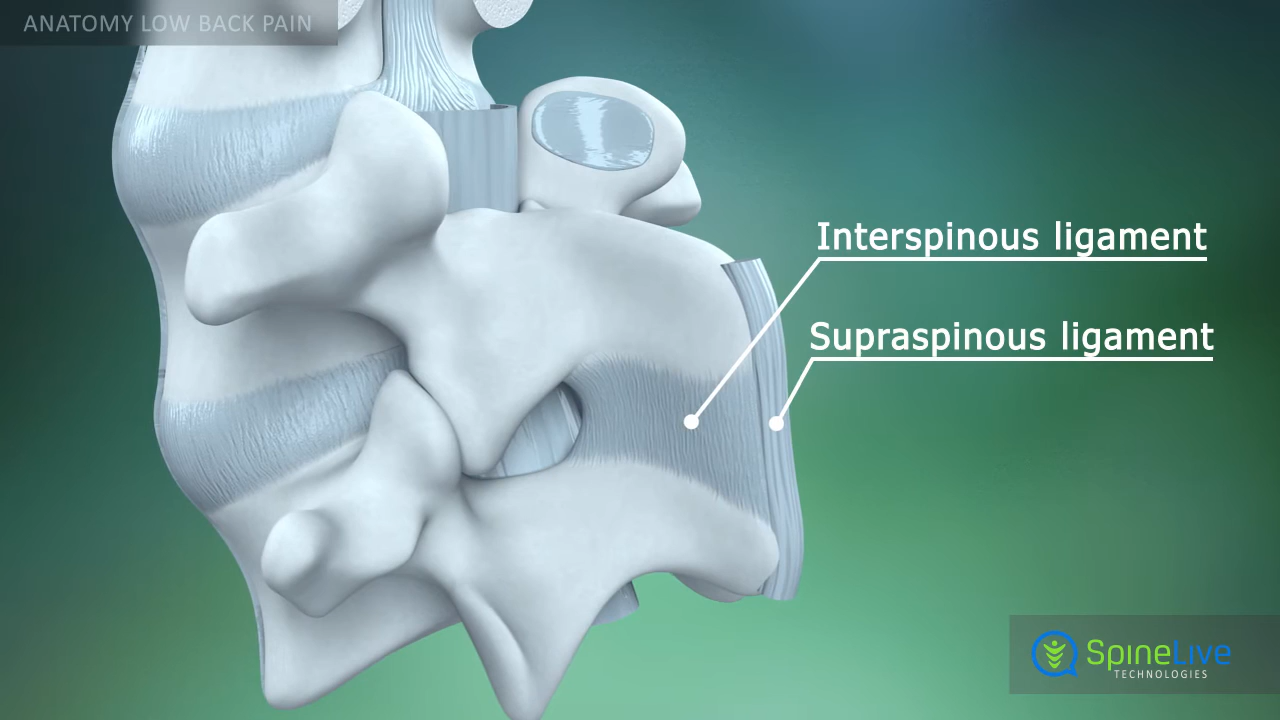 ANATOMY LOW BACK PAIN
Interspinous ligament
Supraspinous ligament
SpineLive
TECHNOLOGIES